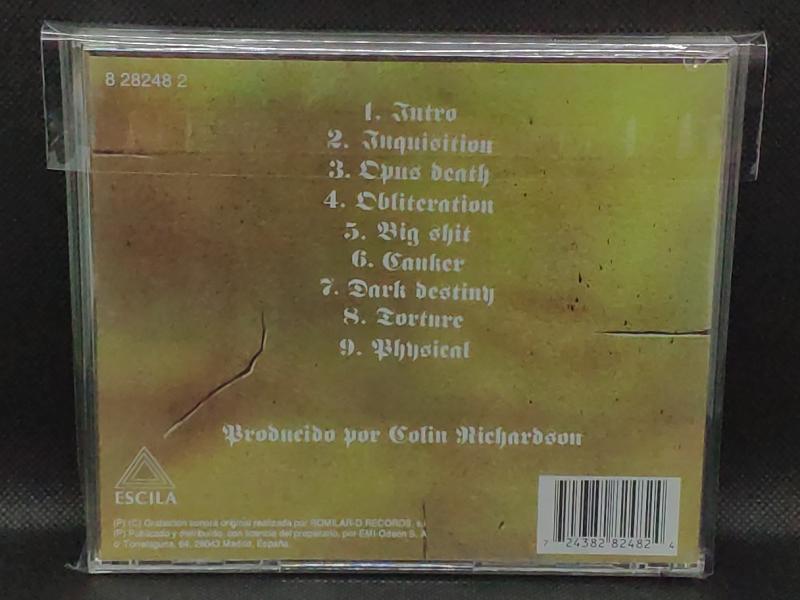 8 28248 2
1. Intro
2. Inquisition
3. Opus death
4. Obliteration
5. Big shit
6. Canker
7. Dark destiny
8. Torture
9. Physical
Producido por Colin Richardson
ESCILA
(P) (C) Grabación sonora original realizada por ROMILAR-D RECORDS, s.l
(P) Publicado y distribuido, con licencia del propietario, por EMI-Odeón S. A
c/ Torrelaguna, 64, 28043 Madrid, España.
7 24382 82482 4